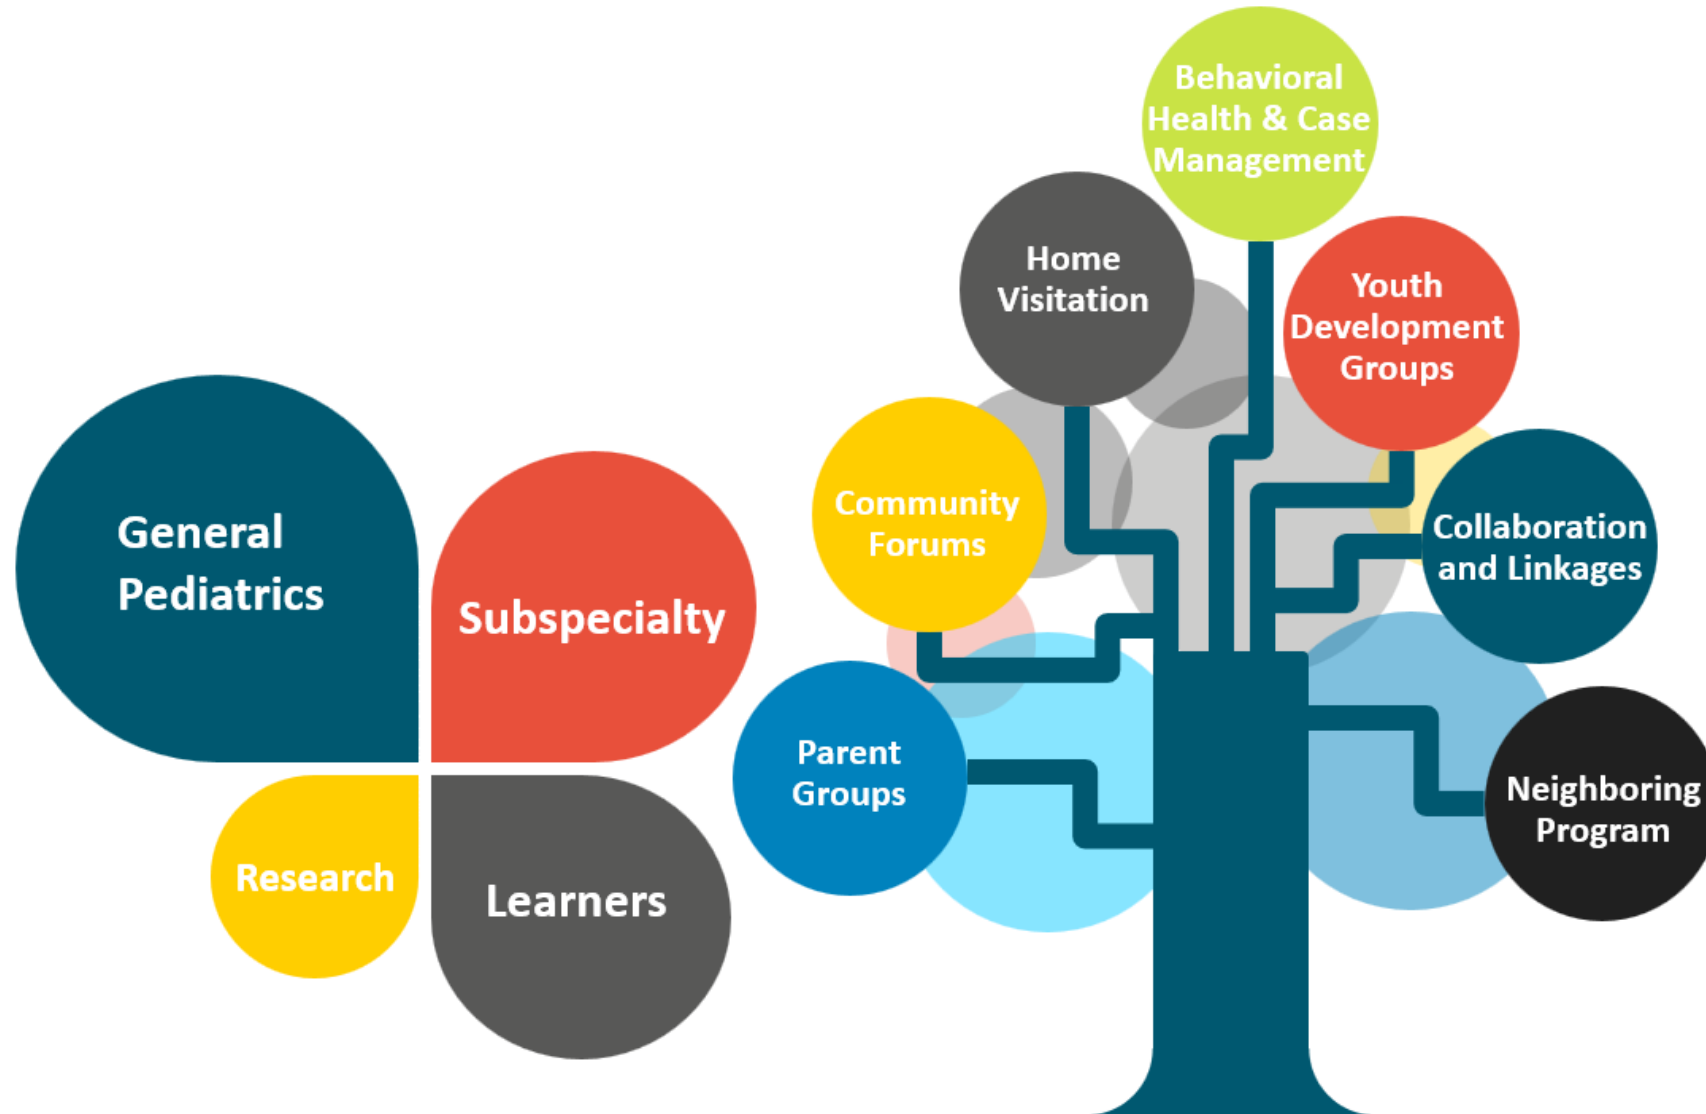 General
Pediatrics
Subspecialty
Research
Learners
Behavioral
Health & Case
Management
Home
Visitation
Youth
Development
Groups
Community
Forums
Collaboration
and Linkages
Parent
Groups
Neighboring
Program